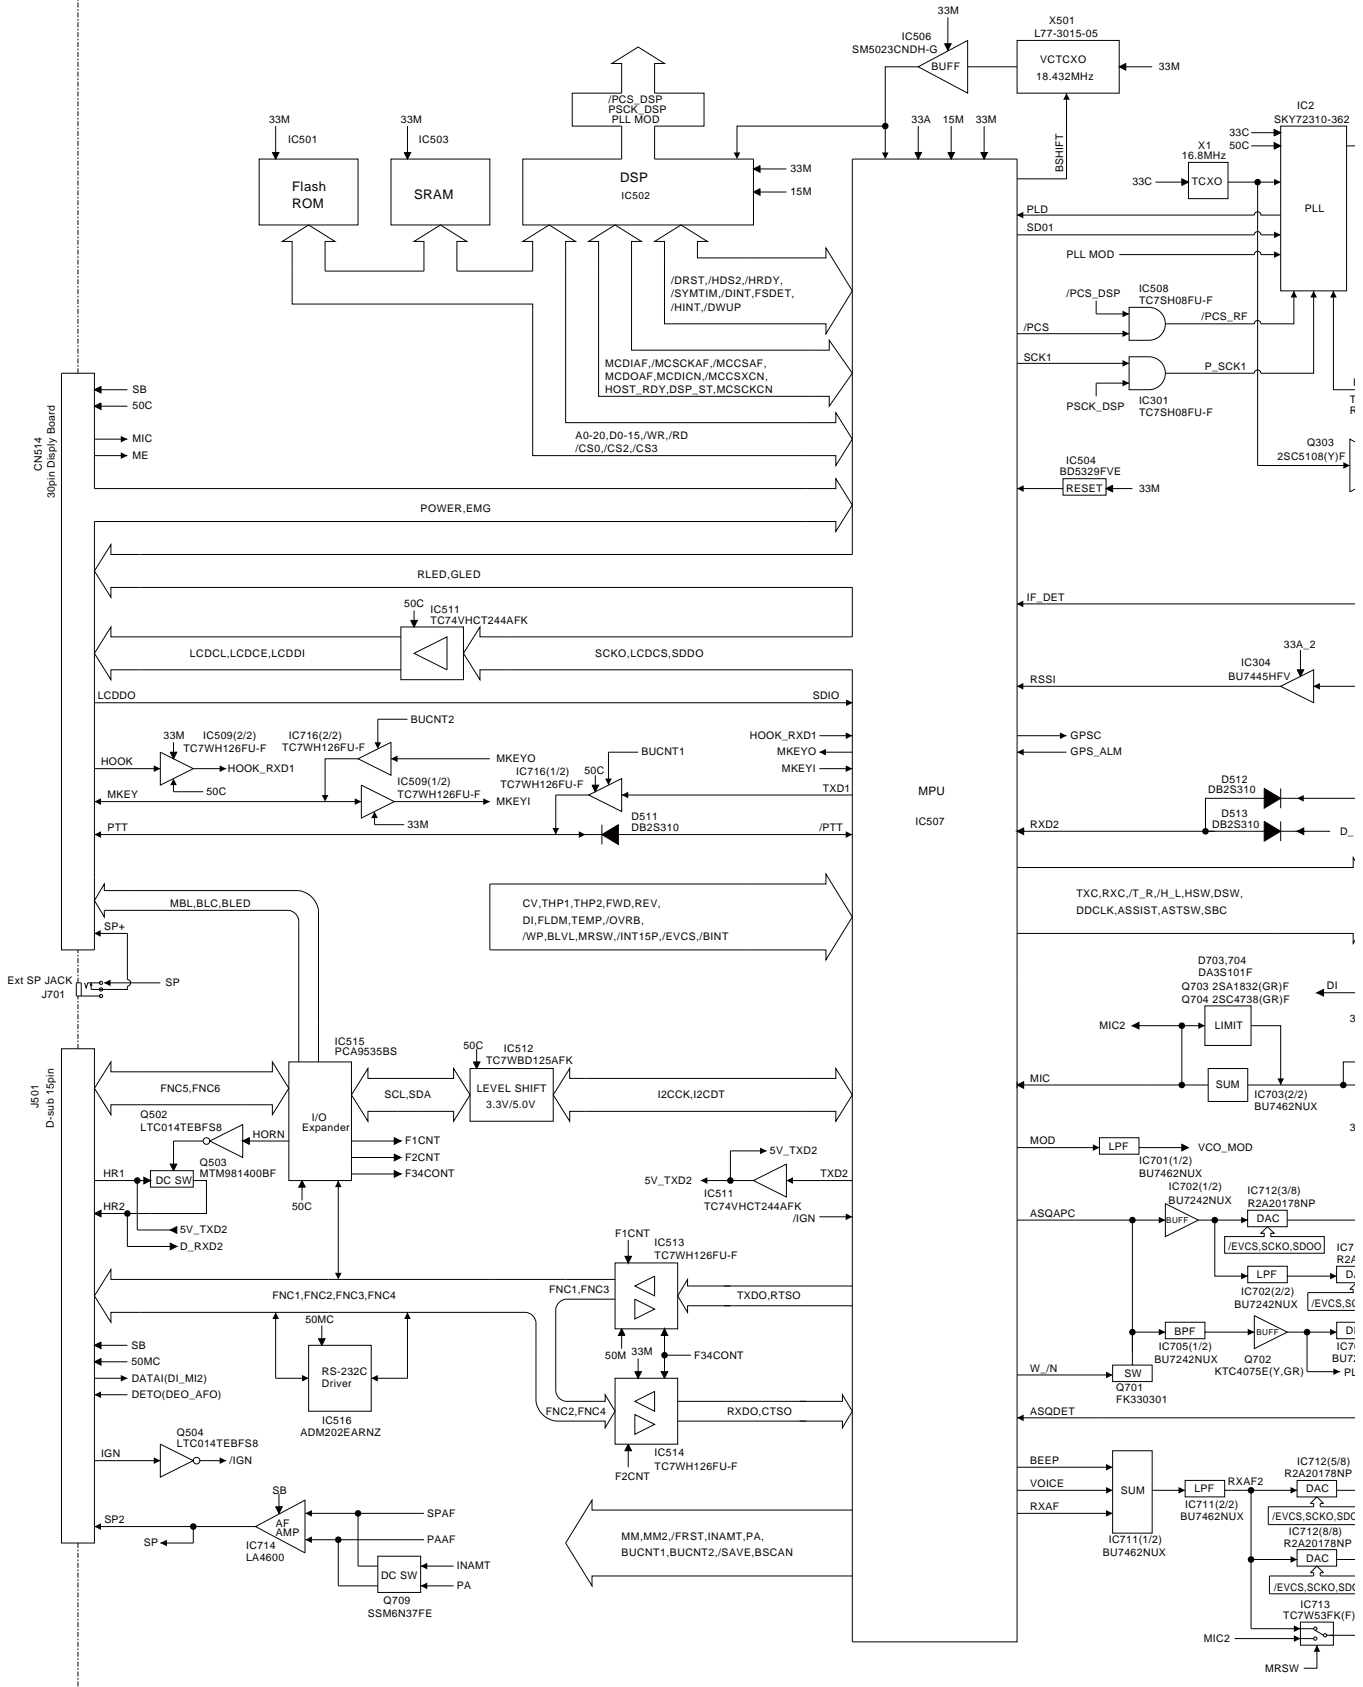 33M
IC506
SM5023CNDH-G
BUFF
X501
L77-3015-05
VCTCXO
18.432MHz
33M
/PCS_DSP
PSCK_DSP
PLL MOD
33M
IC501
33M
IC503
Flash
ROM
SRAM
DSP
IC502
33M
15M
33A
15M
33M
BSHIFT
IC2
SKY72310-362
33C
50C
X1
16.8MHz
33C
TCXO
PLL
PLD
SD01
PLL MOD
/DRST,/HDS2,/HRDY,
/SYMTIM,/DINT,FSDET,
/HINT,/DWUP
/PCS_DSP
IC508
TC7SH08FU-F
/PCS
/PCS_RF
SCK1
P_SCK1
PSCK_DSP
IC301
TC7SH08FU-F
MCDIAF,/MCSCKAF,/MCCSAF,
MCDOAF,MCDICN,/MCCSXCN,
HOST_RDY,DSP_ST,MCSCKCN
CN514
30pin Disply Board
SB
50C
MIC
ME
A0-20,D0-15,/WR,/RD
/CS0,/CS2,/CS3
Q303
2SC5108(Y)F
IC504
BD5329FVE
RESET
33M
POWER,EMG
RLED,GLED
IF_DET
50C
IC511
TC74VHCT244AFK
LCDCL,LCDCE,LCDDI
SCKO,LCDCS,SDDO
33A_2
IC304
BU7445HFV
RSSI
LCDDO
SDIO
BUCNT2
33M
IC509(2/2)
TC7WH126FU-F
IC716(2/2)
TC7WH126FU-F
HOOK
HOOK_RXD1
50C
MKEYO
HOOK_RXD1
MKEYO
MKEYI
GPSC
GPS_ALM
BUCNT1
IC716(1/2)
TC7WH126FU-F
50C
IC509(1/2)
TC7WH126FU-F
MKEY
MKEYI
33M
TXD1
MPU
IC507
D512
DB2S310
D511
DB2S310
PTT
/PTT
RXD2
D513
DB2S310
D_
MBL,BLC,BLED
SP+
CV,THP1,THP2,FWD,REV,
DI,FLDM,TEMP,/OVRB,
/WP,BLVL,MRSW,/INT15P,/EVCS,/BINT
TXC,RXC,/T_R,/H_L,HSW,DSW,
DDCLK,ASSIST,ASTSW,SBC
Ext SP JACK
J701
SP
D703,704
DA3S101F
Q703 2SA1832(GR)F
Q704 2SC4738(GR)F
DI
MIC2
LIMIT
MIC
SUM
IC703(2/2)
BU7462NUX
J501
D-sub 15pin
IC515
PCA9535BS
50C
IC512
TC7WBD125AFK
FNC5,FNC6
I/O
Expander
SCL,SDA
LEVEL SHIFT
3.3V/5.0V
I2CCK,I2CDT
Q502
LTC014TEBFS8
HORN
F1CNT
F2CNT
F34CONT
Q503
MTM981400BF
HR1
DC SW
HR2
50C
5V_TXD2
D_RXD2
5V_TXD2
5V_TXD2
TXD2
IC511
TC74VHCT244AFK
/IGN
MOD
LPF
VCO_MOD
IC701(1/2)
BU7462NUX
IC702(1/2)
BU7242NUX
IC712(3/8)
R2A20178NP
ASQAPC
BUFF
DAC
/EVCS,SCKO,SDOO
LPF
IC702(2/2)
BU7242NUX
F1CNT
IC513
TC7WH126FU-F
FNC1,FNC2,FNC3,FNC4
FNC1,FNC3
TXDO,RTSO
50MC
50M
33M
F34CONT
BPF
IC705(1/2)
BU7242NUX
BUFF
Q702
KTC4075E(Y,GR)
SB
50MC
DATAI(DI_MI2)
DETO(DEO_AFO)
RS-232C
Driver
IC516
ADM202EARNZ
FNC2,FNC4
RXDO,CTSO
IC514
TC7WH126FU-F
F2CNT
W_/N
SW
Q701
FK330301
ASQDET
Q504
LTC014TEBFS8
IGN
/IGN
BEEP
VOICE
RXAF
SUM
IC711(1/2)
BU7462NUX
LPF
RXAF2
IC711(2/2)
BU7462NUX
IC712(5/8)
R2A20178NP
DAC
IC712(8/8)
R2A20178NP
DAC
SB
AF
AMP
SPAF
PAAF
SP2
SP
IC714
LA4600
INAMT
DC SW
PA
Q709
SSM6N37FE
MM,MM2,/FRST,INAMT,PA,
BUCNT1,BUCNT2,/SAVE,BSCAN
IC713
TC7W53FK(F)
MIC2
MRSW